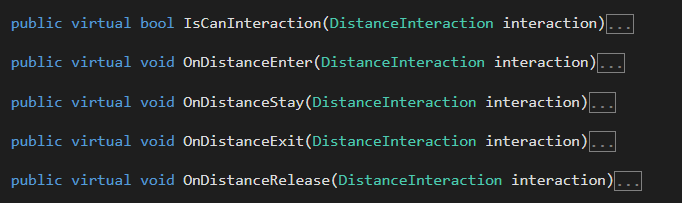 public virtual bool IsCanInteraction(DistanceInteraction interaction)...
public virtual void OnDistanceEnter(DistanceInteraction interaction)...
public virtual void OnDistanceStay(DistanceInteraction interaction)...
public virtual void OnDistanceExit(DistanceInteraction interaction)...
public virtual void OnDistanceRelease(DistanceInteraction interaction)...